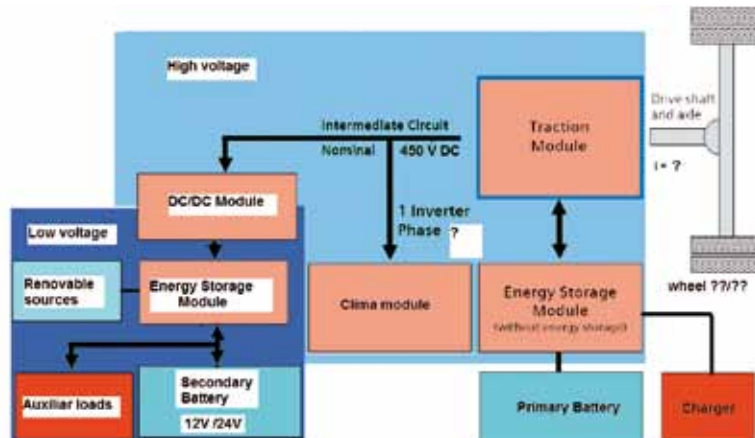 High voltage
Drive shaft
and axle
Intermediate Circuit
Nominal 450 V DC
Traction
Module
i = ?
DC/DC Module
1 Inverter
Phase ?
Low voltage
Renovable
sources
Energy Storage
Module
Clima module
Energy Storage
Module
(without energy storage)
wheel ??/??
Auxiliar loads
Secondary
Battery
12V /24V
Primary Battery
Charger